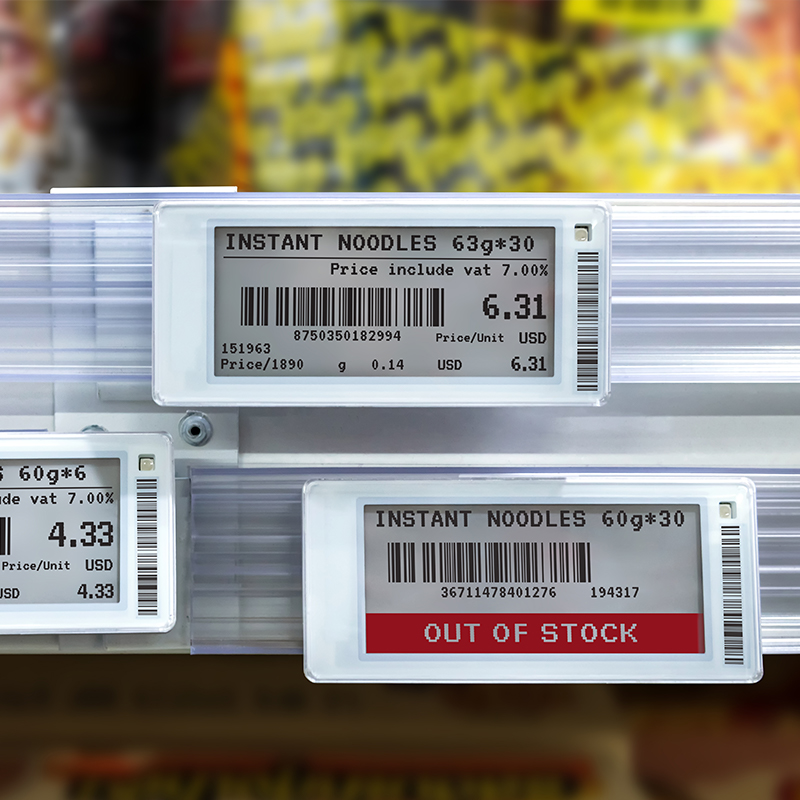 INSTANT NOODLES 63g*30
Price include vat 7.00%
6.31
8750350182994 Price/Unit USD
151963
Price/1890 g 0.14 USD 6.31
60g*6
vat 7.00%
4.33
Price/Unit USD
USD 4.33
INSTANT NOODLES 60g*30
36711478401276 194317
OUT OF STOCK